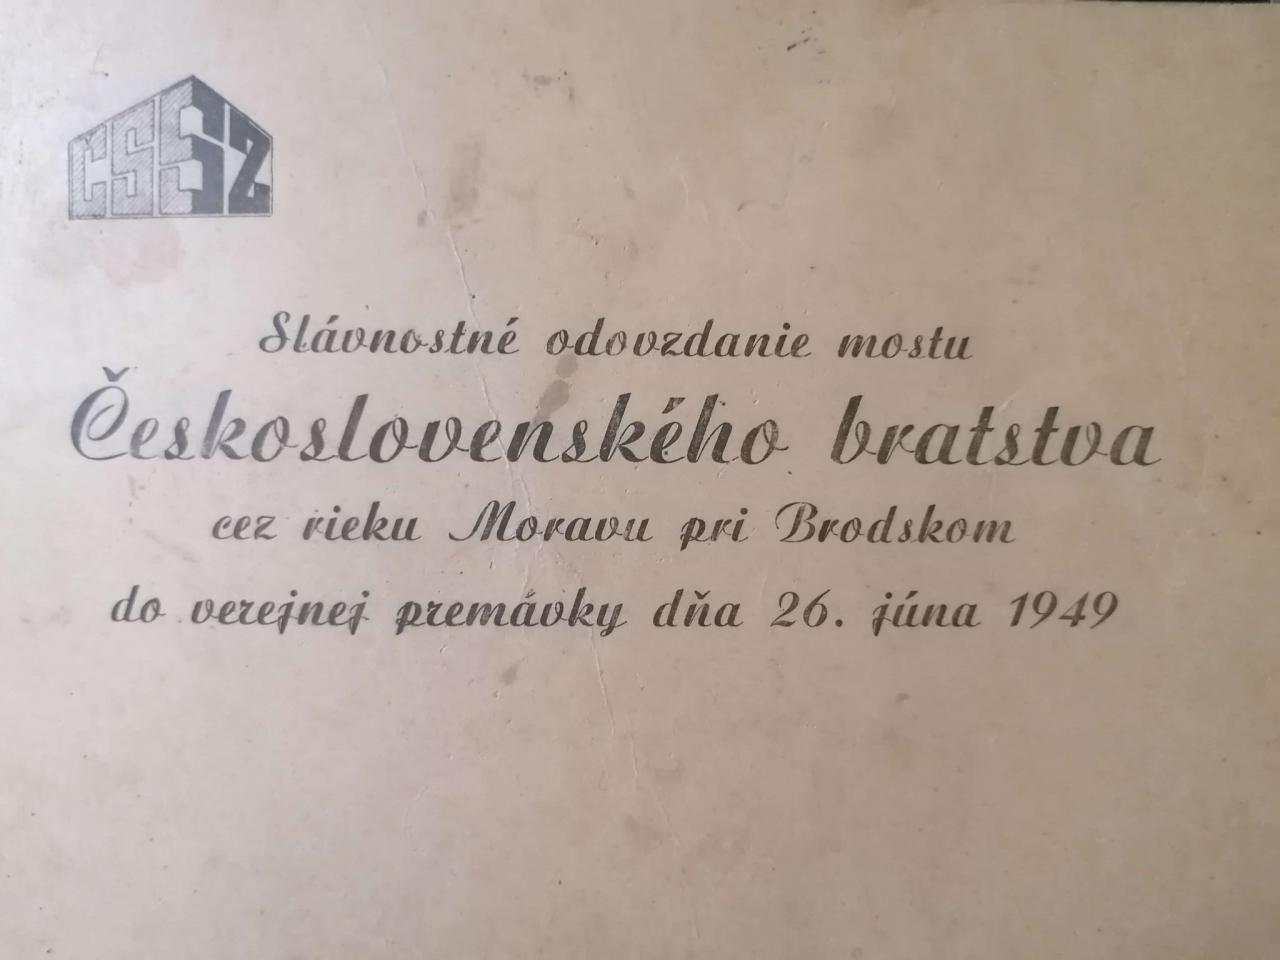 ČSSZ
Slávnostné odovzdanie mostu
Československého bratstva
cez rieku Moravu pri Brodskom
do verejnej premávky dňa 26. júna 1949